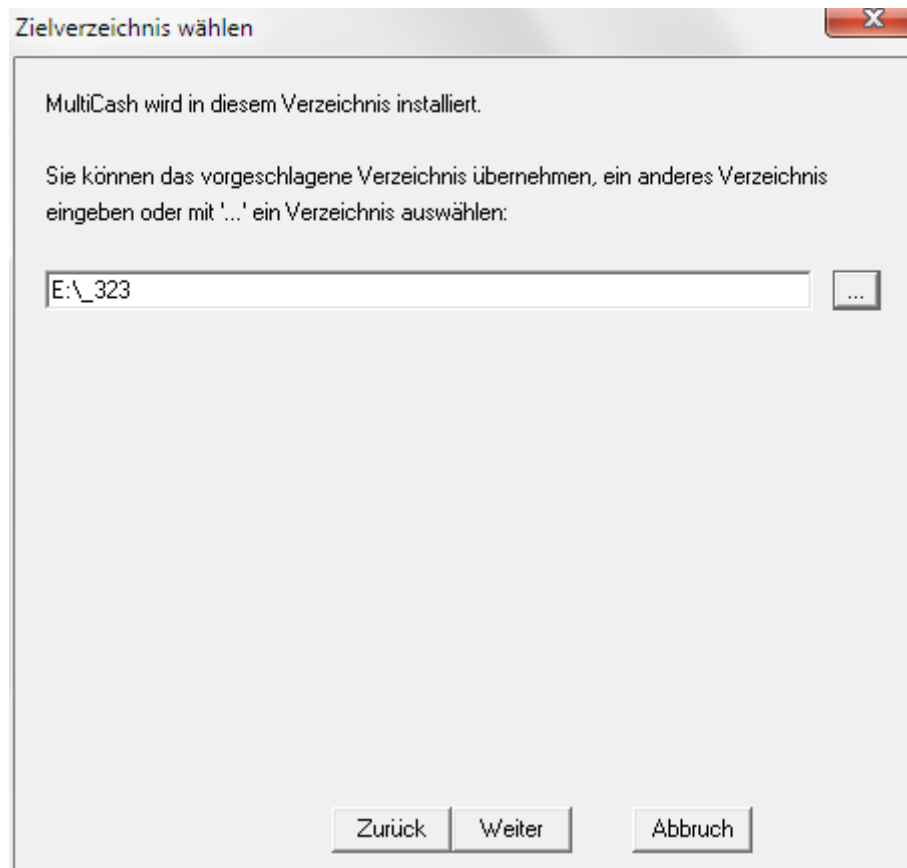 Zielverzeichnis wählen
X
MultiCash wird in diesem Verzeichnis installiert.
Sie können das vorgeschlagene Verzeichnis übernehmen, ein anderes Verzeichnis
eingeben oder mit '...' ein Verzeichnis auswählen:
E:\_323
...
Zurück
Weiter
Abbruch